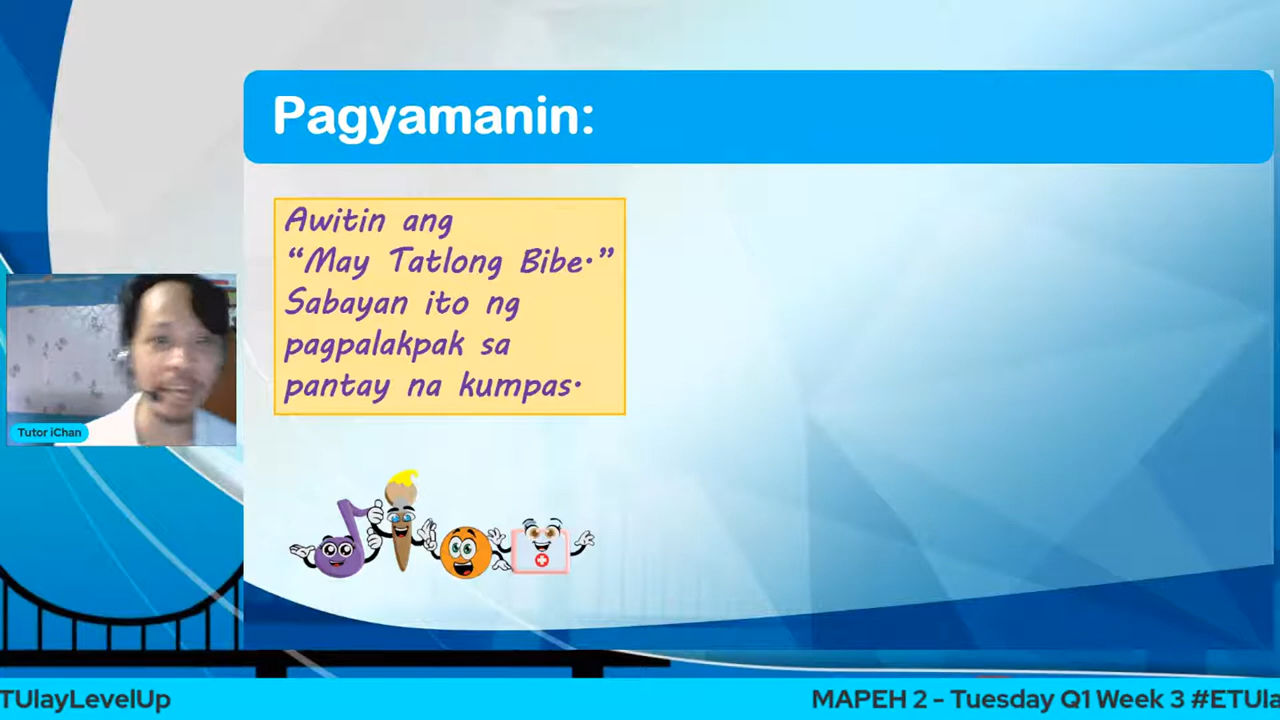 Pagyamanin:
Awitin ang
“May Tatlong Bibe.”
Sabayan ito ng
pagpalakpak sa
pantay na kumpas.
Tutor iChan
TUlayLevelUp
MAPEH 2 - Tuesday Q1 Week 3 #ETUla